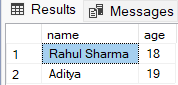 Results Messages
name age
1 Rahul Sharma 18
2 Aditya 19